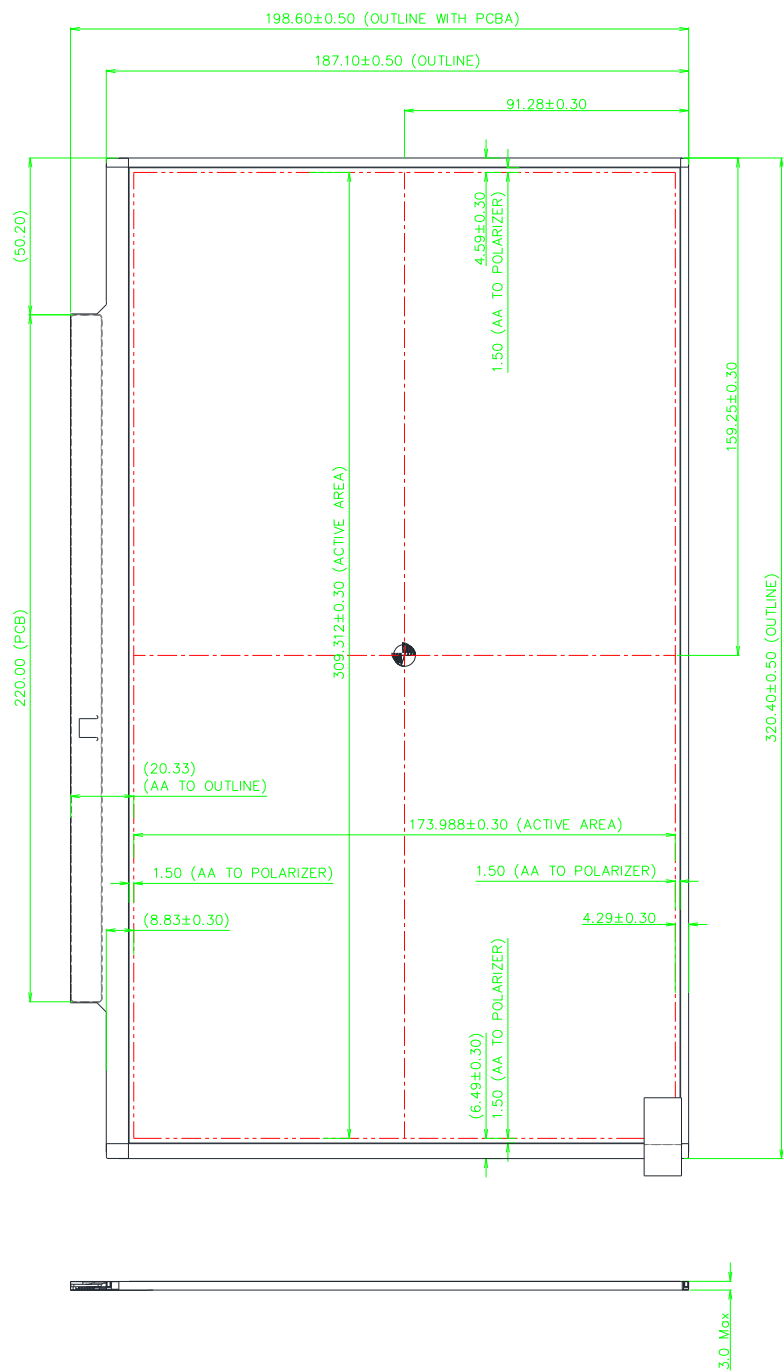 198.60±0.50 (OUTLINE WITH PCBA)
187.10±0.50 (OUTLINE)
91.28±0.30
(50.20)
4.59±0.30
1.50 (AA TO POLARIZER)
159.25±0.30
309.312±0.30 (ACTIVE AREA)
320.40±0.50 (OUTLINE)
220.00 (PCB)
(20.33)
(AA TO OUTLINE)
173.988±0.30 (ACTIVE AREA)
1.50 (AA TO POLARIZER)
1.50 (AA TO POLARIZER)
(8.83±0.30)
4.29±0.30
(6.49±0.30)
1.50 (AA TO POLARIZER)
3.0 Max